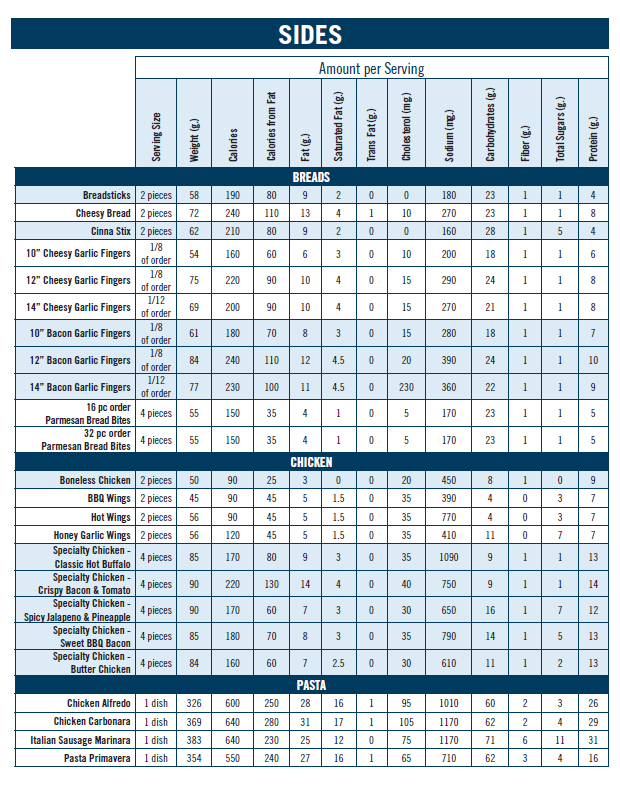 SIDES
Amount per Serving
Serving Size Weight (g.) Calories Calories from Fat Fat (g.) Saturated Fat (g.) Trans Fat (g.) Cholesterol (mg.) Sodium (mg.) Carbohydrates (g.) Fiber (g.) Total Sugars (g.) Protein (g.)
BREADS
Breadsticks 2 pieces 58 190 80 9 2 0 0 180 23 1 1 4
Cheesy Bread 2 pieces 72 240 110 13 4 1 10 270 23 1 1 8
Cinna Stix 2 pieces 62 210 80 9 2 0 0 160 28 1 5 4
10” Cheesy Garlic Fingers 1/8 of order 54 160 60 6 3 0 10 200 18 1 1 6
12” Cheesy Garlic Fingers 1/8 of order 75 220 90 10 4 0 15 290 24 1 1 8
14” Cheesy Garlic Fingers 1/12 of order 69 200 90 10 4 0 15 270 21 1 1 8
10” Bacon Garlic Fingers 1/8 of order 61 180 70 8 3 0 15 280 18 1 1 7
12” Bacon Garlic Fingers 1/8 of order 84 240 110 12 4.5 0 20 390 24 1 1 10
14” Bacon Garlic Fingers 1/12 of order 77 230 100 11 4.5 0 230 360 22 1 1 9
16 pc order
Parmesan Bread Bites 4 pieces 55 150 35 4 1 0 5 170 23 1 1 5
32 pc order
Parmesan Bread Bites 4 pieces 55 150 35 4 1 0 5 170 23 1 1 5
CHICKEN
Boneless Chicken 2 pieces 50 90 25 3 0 0 20 450 8 1 0 9
BBQ Wings 2 pieces 45 90 45 5 1.5 0 35 390 4 0 3 7
Hot Wings 2 pieces 56 90 45 5 1.5 0 35 770 4 0 3 7
Honey Garlic Wings 2 pieces 56 120 45 5 1.5 0 35 410 11 0 7 7
Specialty Chicken -
Classic Hot Buffalo 4 pieces 85 170 80 9 3 0 35 1090 9 1 1 13
Specialty Chicken -
Crispy Bacon & Tomato 4 pieces 90 220 130 14 4 0 40 750 9 1 1 14
Specialty Chicken -
Spicy Jalapeno & Pineapple 4 pieces 90 170 60 7 3 0 30 650 16 1 7 12
Specialty Chicken -
Sweet BBQ Bacon 4 pieces 85 180 70 8 3 0 35 790 14 1 5 13
Specialty Chicken -
Butter Chicken 4 pieces 84 160 60 7 2.5 0 30 610 11 1 2 13
PASTA
Chicken Alfredo 1 dish 326 600 250 28 16 1 95 1010 60 2 3 26
Chicken Carbonara 1 dish 369 640 280 31 17 1 105 1170 62 2 4 29
Italian Sausage Marinara 1 dish 383 640 230 25 12 0 75 1170 71 6 11 31
Pasta Primavera 1 dish 354 550 240 27 16 1 65 710 62 3 4 16